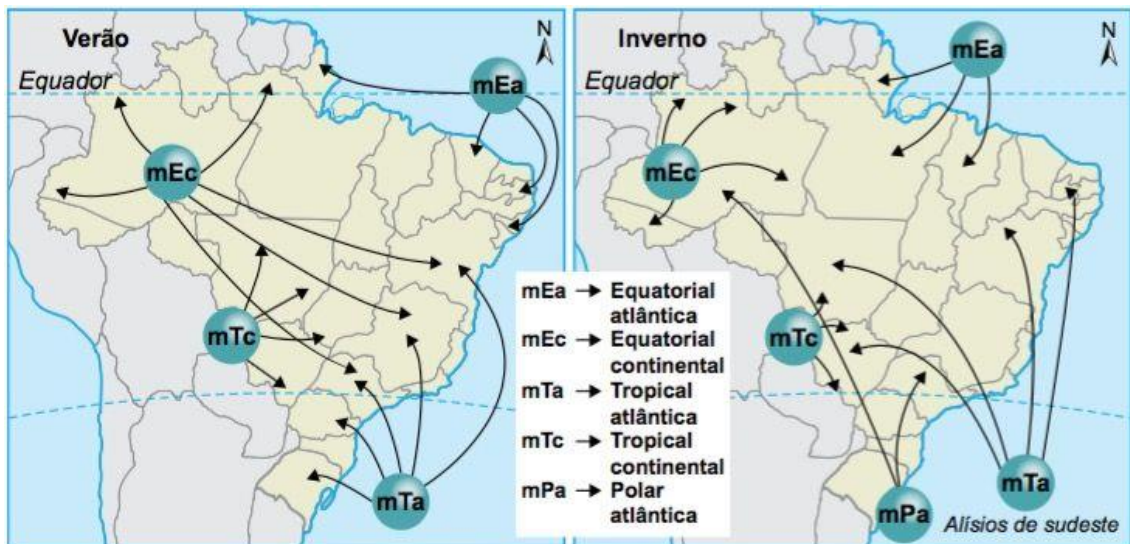 Verão
N
mEa
Equador
mEc
mTc
mTa
Inverno
N
mEa
Equador
mEc
mTc
mTa
mPa
Alísios de sudeste
mEa → Equatorial
atlântica
mEc → Equatorial
continental
mTa → Tropical
atlântica
mTc → Tropical
continental
mPa → Polar
atlântica